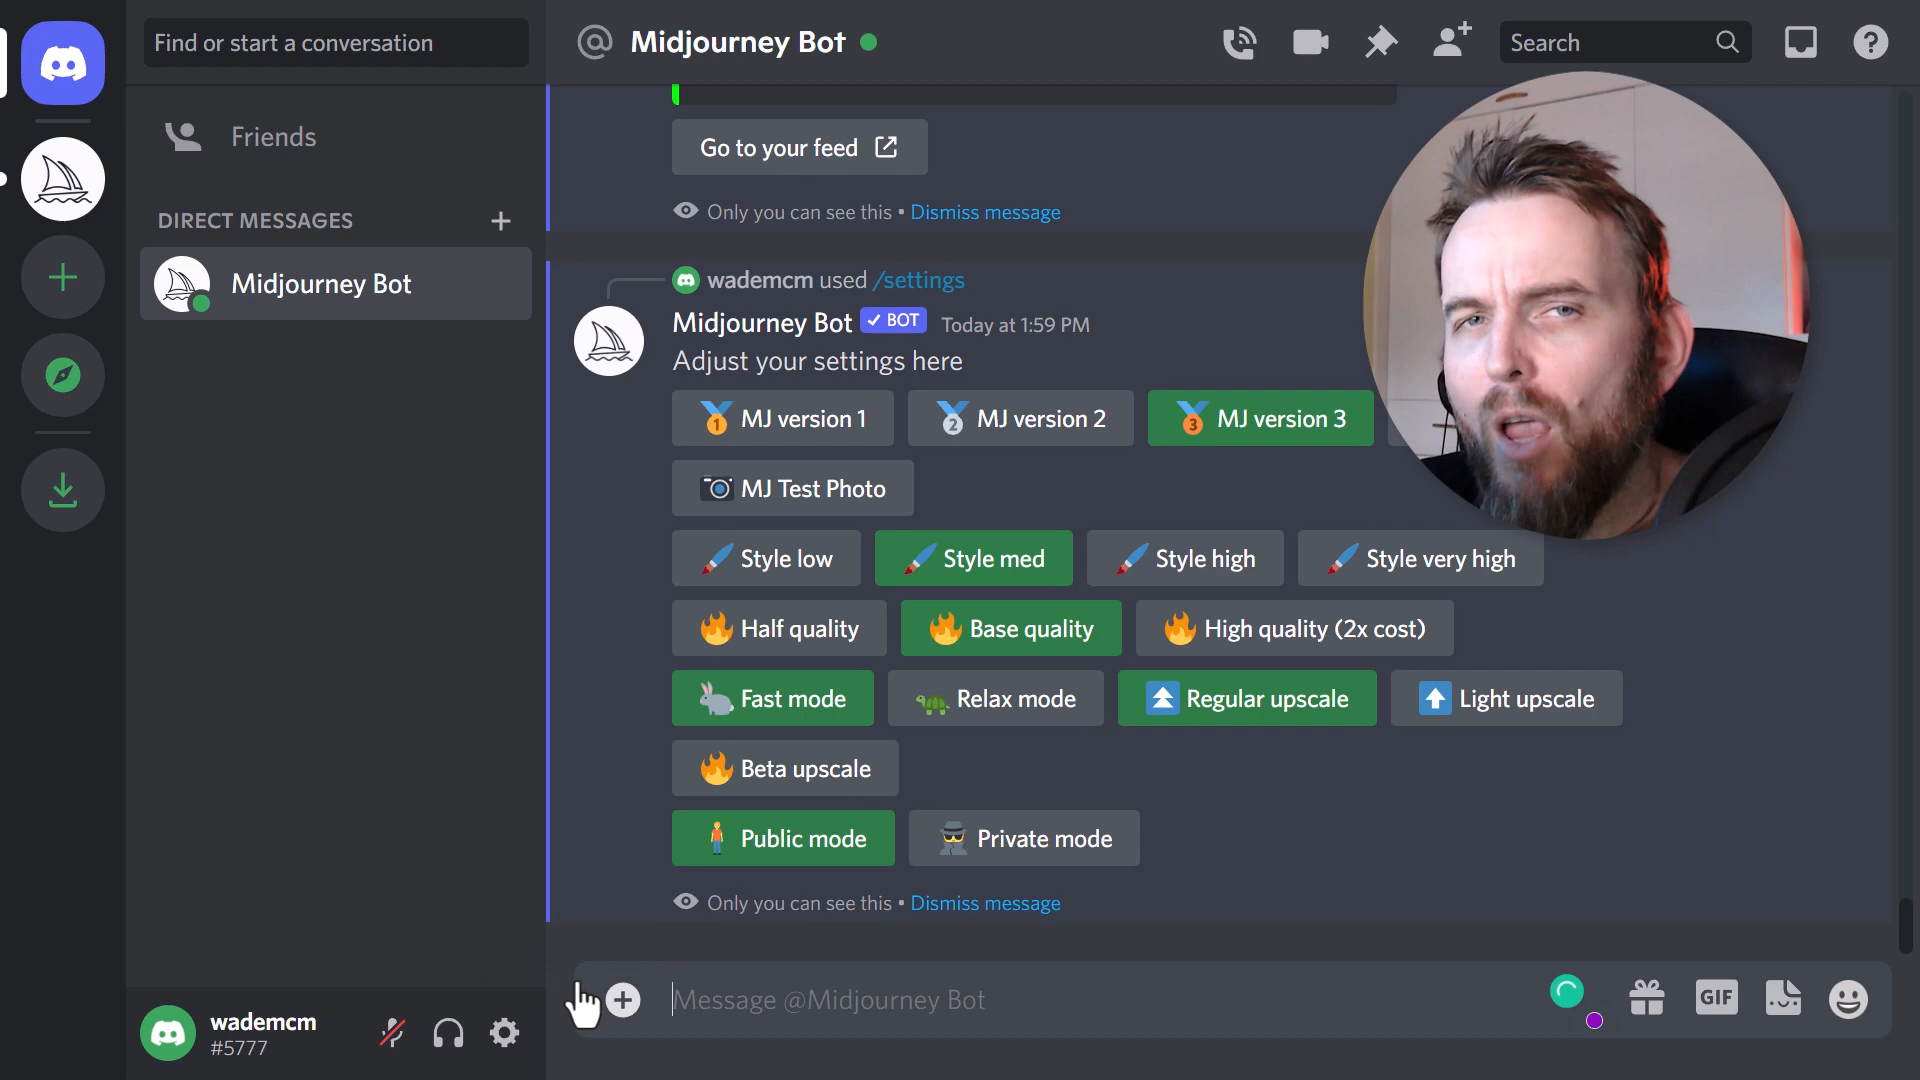 Find or start a conversation
Midjourney Bot
Search
Friends
DIRECT MESSAGES
Midjourney Bot
Go to your feed
Only you can see this • Dismiss message
wademcm used /settings
Midjourney Bot BOT Today at 1:59 PM
Adjust your settings here
1 MJ version 1 2 MJ version 2 3 MJ version 3
MJ Test Photo
Style low Style med Style high Style very high
Half quality Base quality High quality (2x cost)
Fast mode Relax mode Regular upscale Light upscale
Beta upscale
Public mode Private mode
Only you can see this • Dismiss message
Message @Midjourney Bot
GIF
wademcm
#5777